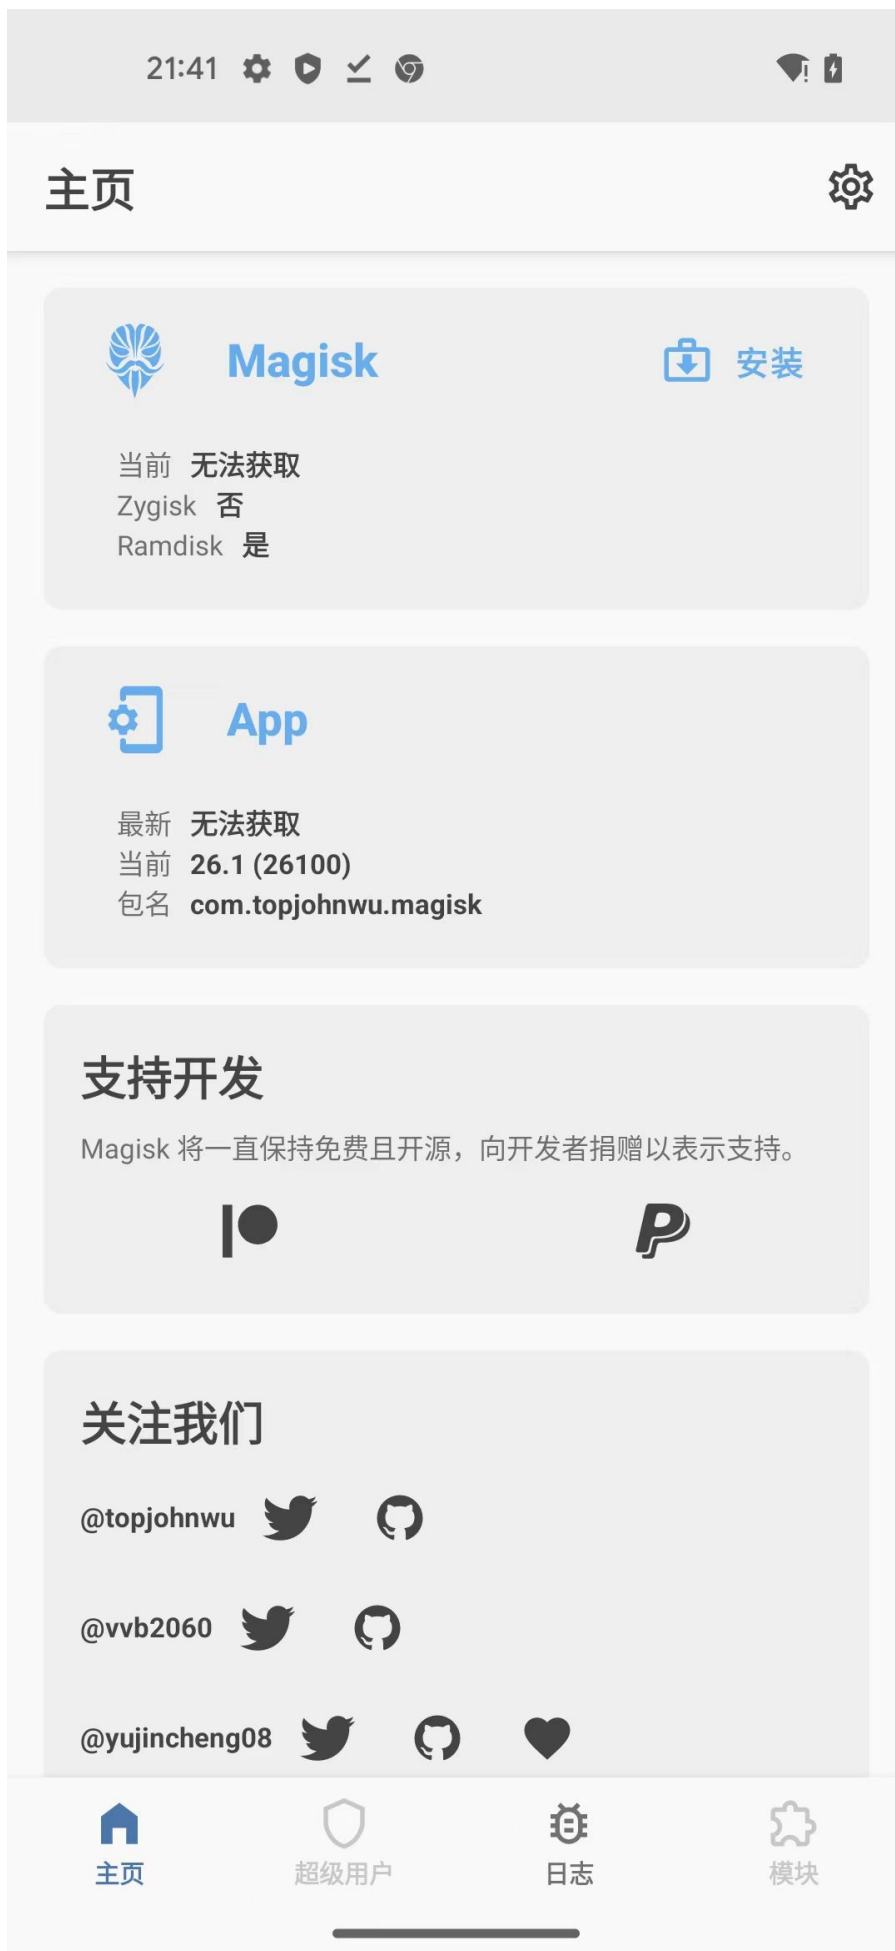 21:41
主页
Magisk
安装
当前 无法获取
Zygisk 否
Ramdisk 是
App
最新 无法获取
当前 26.1 (26100)
包名 com.topjohnwu.magisk
支持开发
Magisk 将一直保持免费且开源，向开发者捐赠以表示支持。
关注我们
@topjohnwu
@vvb2060
@yujincheng08
主页 超级用户 日志 模块